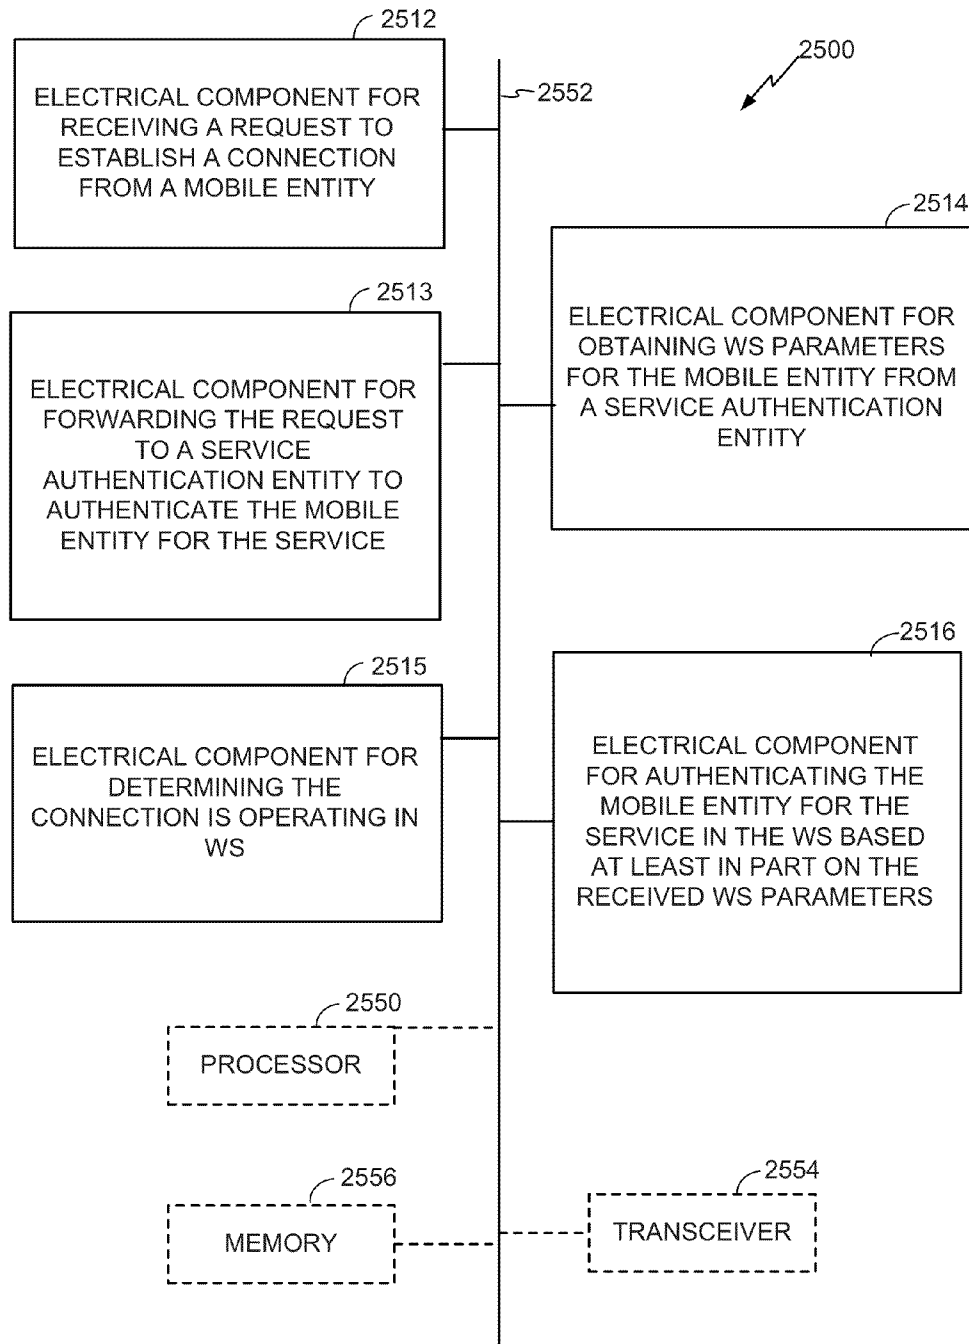 2512
ELECTRICAL COMPONENT FOR
RECEIVING A REQUEST TO
ESTABLISH A CONNECTION
FROM A MOBILE ENTITY
2552
2500
2514
ELECTRICAL COMPONENT FOR
OBTAINING WS PARAMETERS
FOR THE MOBILE ENTITY FROM
A SERVICE AUTHENTICATION
ENTITY
2513
ELECTRICAL COMPONENT FOR
FORWARDING THE REQUEST
TO A SERVICE
AUTHENTICATION ENTITY TO
AUTHENTICATE THE MOBILE
ENTITY FOR THE SERVICE
2515
ELECTRICAL COMPONENT FOR
DETERMINING THE
CONNECTION IS OPERATING IN
WS
2516
ELECTRICAL COMPONENT
FOR AUTHENTICATING THE
MOBILE ENTITY FOR THE
SERVICE IN THE WS BASED
AT LEAST IN PART ON THE
RECEIVED WS PARAMETERS
2550
PROCESSOR
2556
MEMORY
2554
TRANSCEIVER